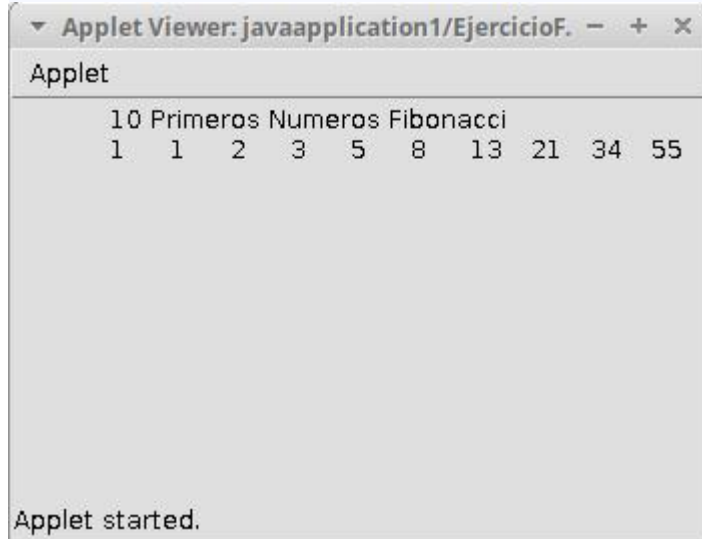 Applet Viewer: javaapplication1/EjercicioF.
Applet
10 Primeros Numeros Fibonacci
1 1 2 3 5 8 13 21 34 55
Applet started.